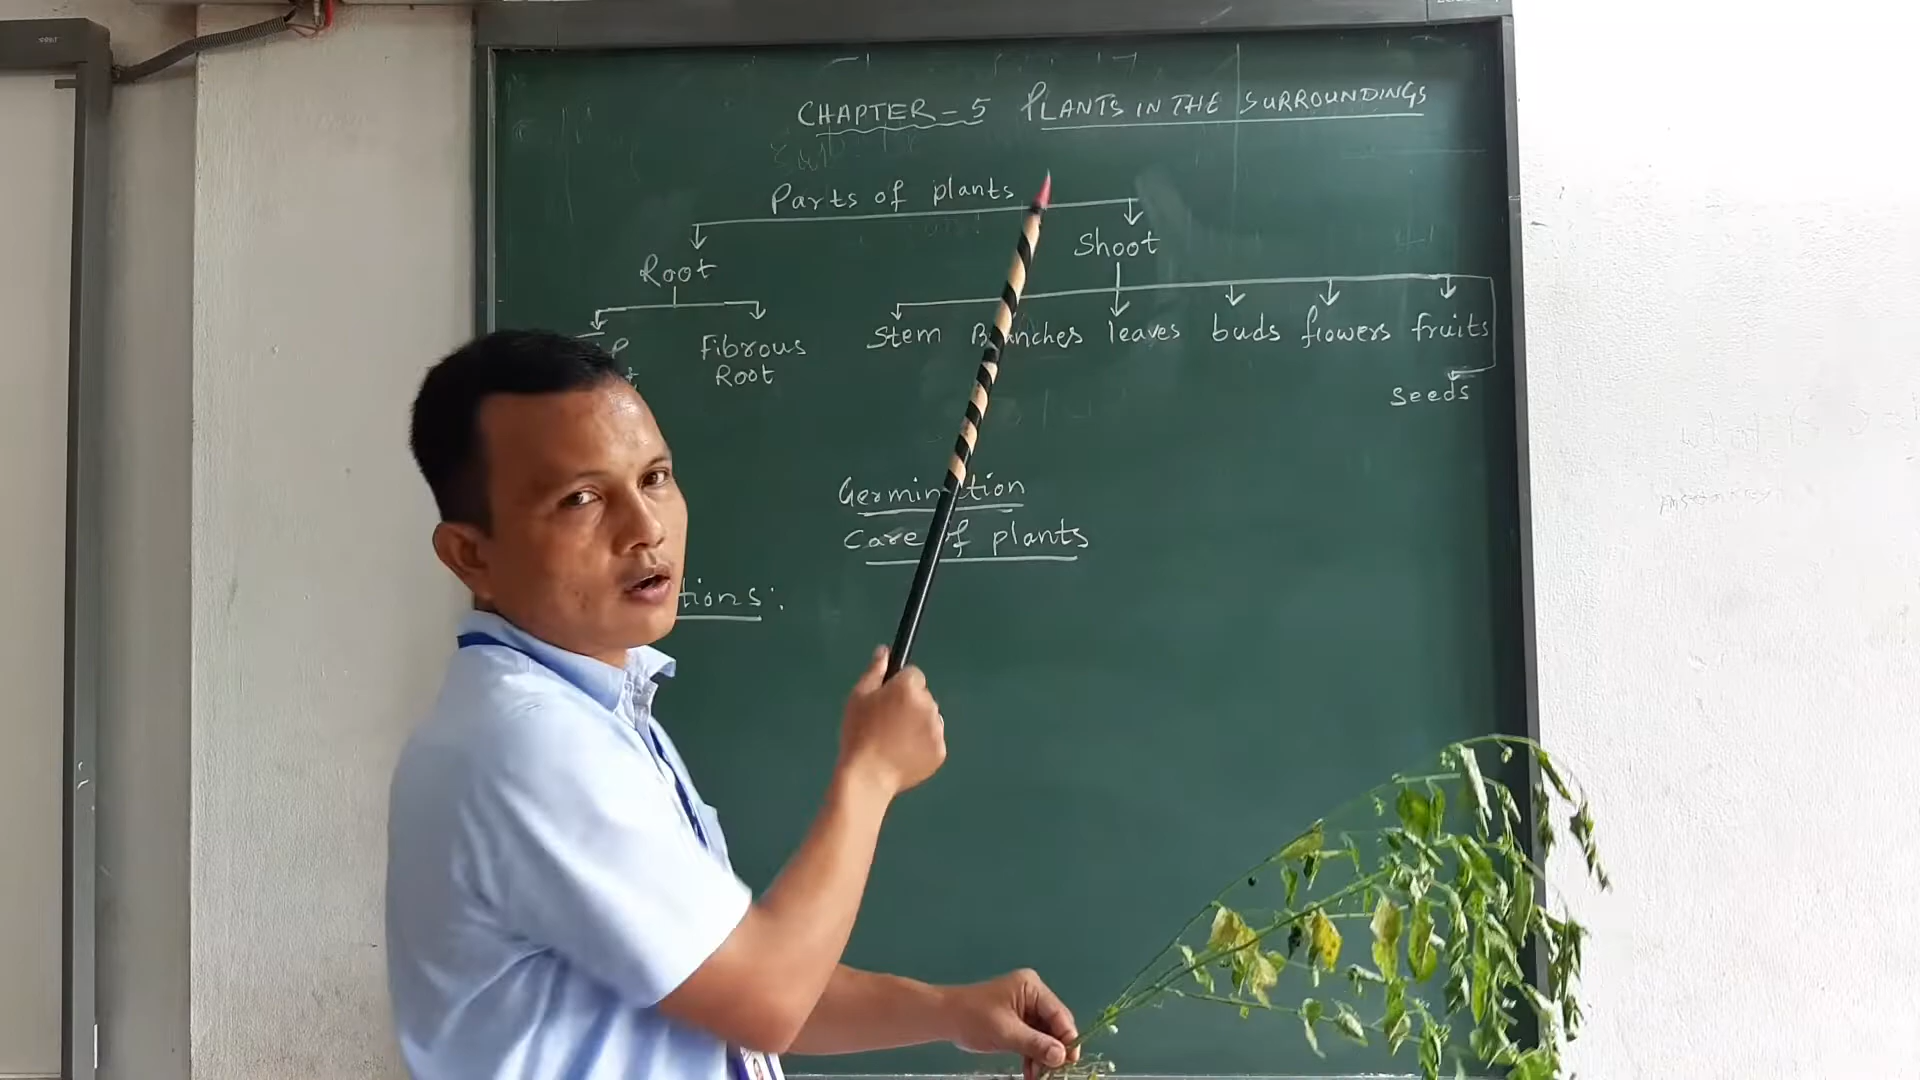 CHAPTER-5 PLANTS IN THE SURROUNDINGS
Parts of plants
Root
Shoot
Fibrous
Root
Stem
leaves buds flowers fruits
seeds
Care of plants